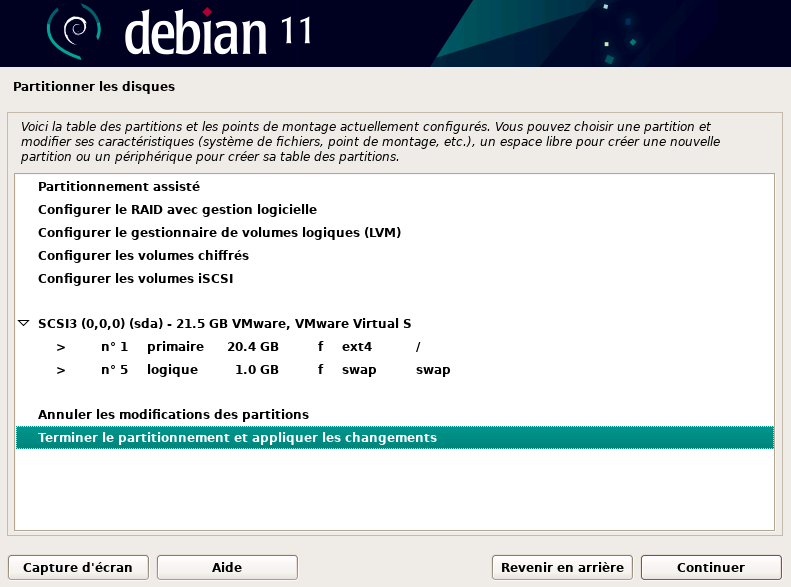 debian 11
Partitionner les disques
Voici la table des partitions et les points de montage actuellement configurés. Vous pouvez choisir une partition et
modifier ses caractéristiques (système de fichiers, point de montage, etc.), un espace libre pour créer une nouvelle
partition ou un périphérique pour créer sa table des partitions.
Partitionnement assisté
Configurer le RAID avec gestion logicielle
Configurer le gestionnaire de volumes logiques (LVM)
Configurer les volumes chiffrés
Configurer les volumes iSCSI
SCSI3 (0,0,0) (sda) - 21.5 GB VMware, VMware Virtual S
> n° 1 primaire 20.4 GB f ext4 /
> n° 5 logique 1.0 GB f swap swap
Annuler les modifications des partitions
Terminer le partitionnement et appliquer les changements
Capture d'écran Aide Revenir en arrière Continuer